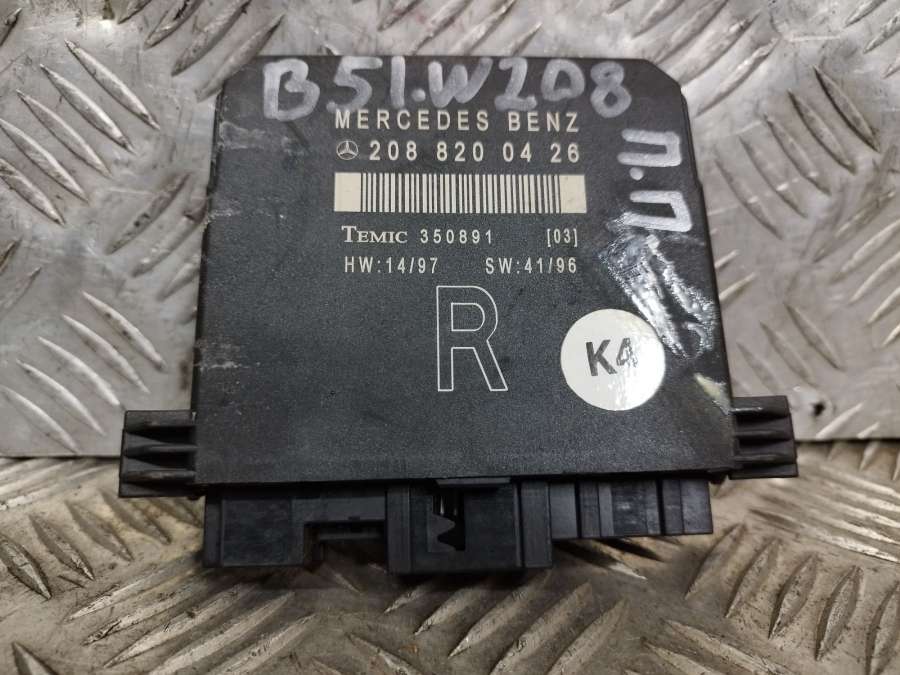 B51.W208
MERCEDES BENZ
208 820 04 26
П.П
TEMIC 350891 [03]
HW:14/97 SW:41/96
R
K4